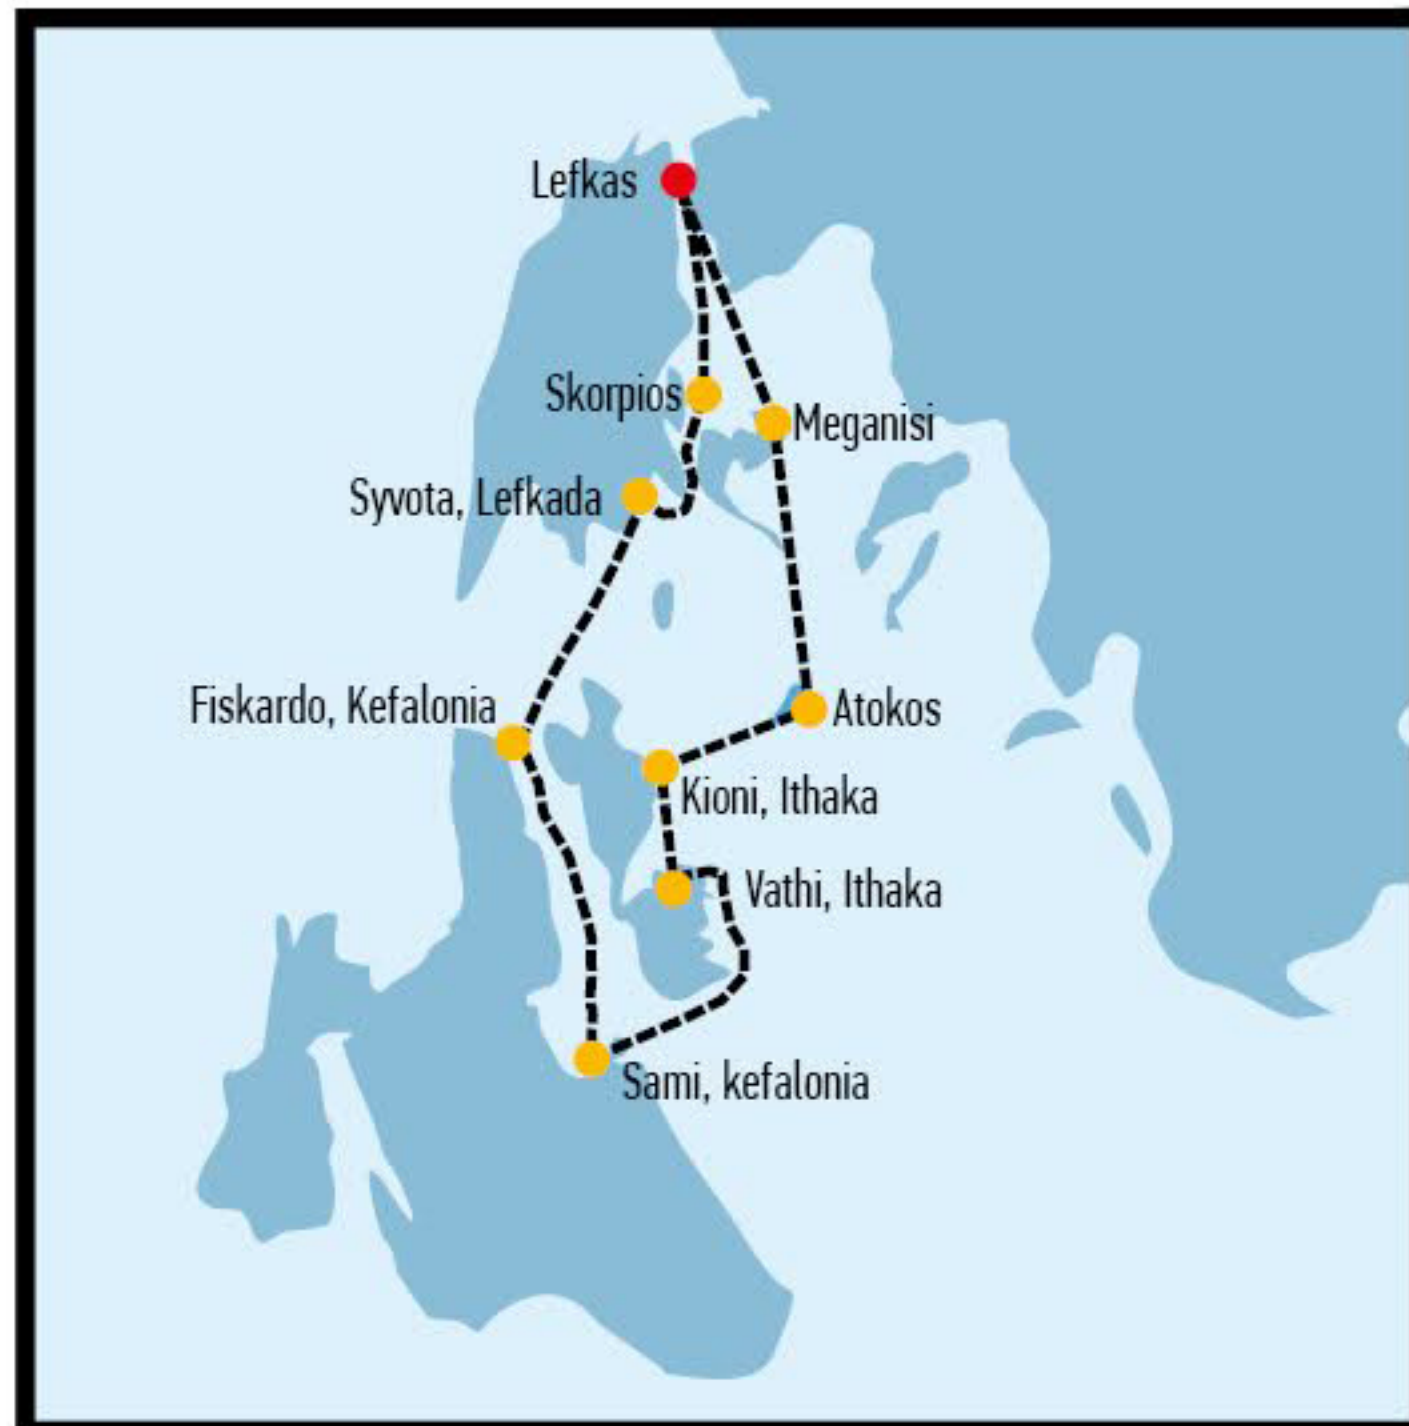 Lefkas
Skorpios
Meganisi
Syvota, Lefkada
Fiskardo, Kefalonia
Atokos
Kioni, Ithaka
Vathi, Ithaka
Sami, kefalonia